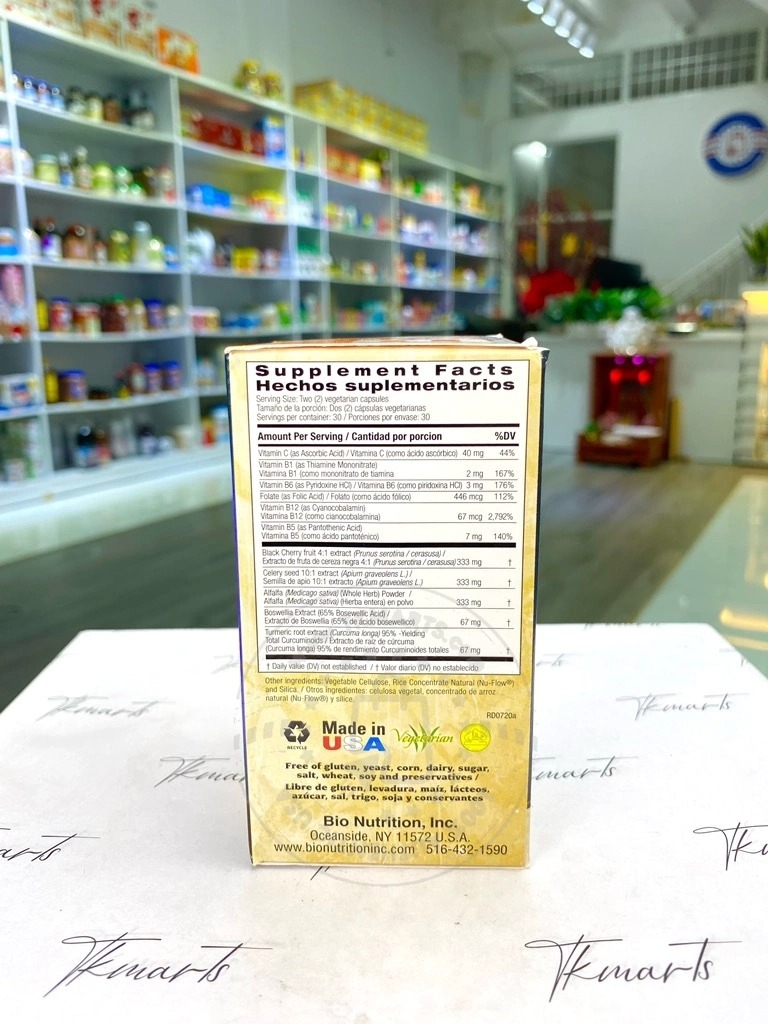 Supplement Facts
Hechos suplementarios
Serving Size: Two (2) vegetarian capsules
Tamaño de la porción: Dos (2) cápsulas vegetarianas
Servings per container: 30 / Porciones por envase: 30
Amount Per Serving / Cantidad por porcion %DV
Vitamin C (as Ascorbic Acid) / Vitamina C (como ácido ascórbico) 40 mg 44%
Vitamin B1 (as Thiamine Mononitrate)
Vitamina B1 (como mononitrato de tiamina 2 mg 167%
Vitamin B6 (as Pyridoxine HCl) / Vitamina B6 (como piridoxina HCl) 3 mg 176%
Folate (as Folic Acid) / Folato (como ácido fólico) 446 mcg 112%
Vitamin B12 (as Cyanocobalamin)
Vitamina B12 (como cianocobalamina) 67 mcg 2,792%
Vitamin B5 (as Pantothenic Acid)
Vitamina B5 (como ácido pantoténico) 7 mg 140%
Black Cherry fruit 4:1 extract (Prunus serotina / cerasusa) /
Extracto de fruta de cereza negra 4:1 (Prunus serotina / cerasusa) 333 mg †
Celery seed 10:1 extract (Apium graveolens L.) /
Semilla de apio 10:1 extracto (Apium graveolens L.) 333 mg †
Alfalfa (Medicago sativa) (Whole Herb) Powder /
Alfalfa (Medicago sativa) (Hierba entera) en polvo 333 mg †
Boswellia Extract (65% Bosewellic Acid) /
Extracto de Boswellia (65% de ácido bosewellico) 67 mg †
Turmeric root extract (Curcuma longa) 95% -Yielding
Total Curcuminoids / Extracto de raíz de cúrcuma
(Curcuma longa) 95% de rendimiento Curcuminoides totales 67 mg †
† Daily value (DV) not established / † Valor diario (DV) no establecido
Other ingredients: Vegetable Cellulose, Rice Concentrate Natural (Nu-Flow®)
and Silica. / Otros ingredientes: celulosa vegetal, concentrado de arroz
natural (Nu-Flow®) y sílice.
RD0720a
RECYCLE
Made in
USA
Vegetarian
Free of gluten, yeast, corn, dairy, sugar,
salt, wheat, soy and preservatives /
Libre de gluten, levadura, maíz, lácteos,
azúcar, sal, trigo, soja y conservantes
Bio Nutrition, Inc.
Oceanside, NY 11572 U.S.A.
www.bionutritioninc.com 516-432-1590
Tkmarts
Tkmarts
Tkmarts
Tkmarts